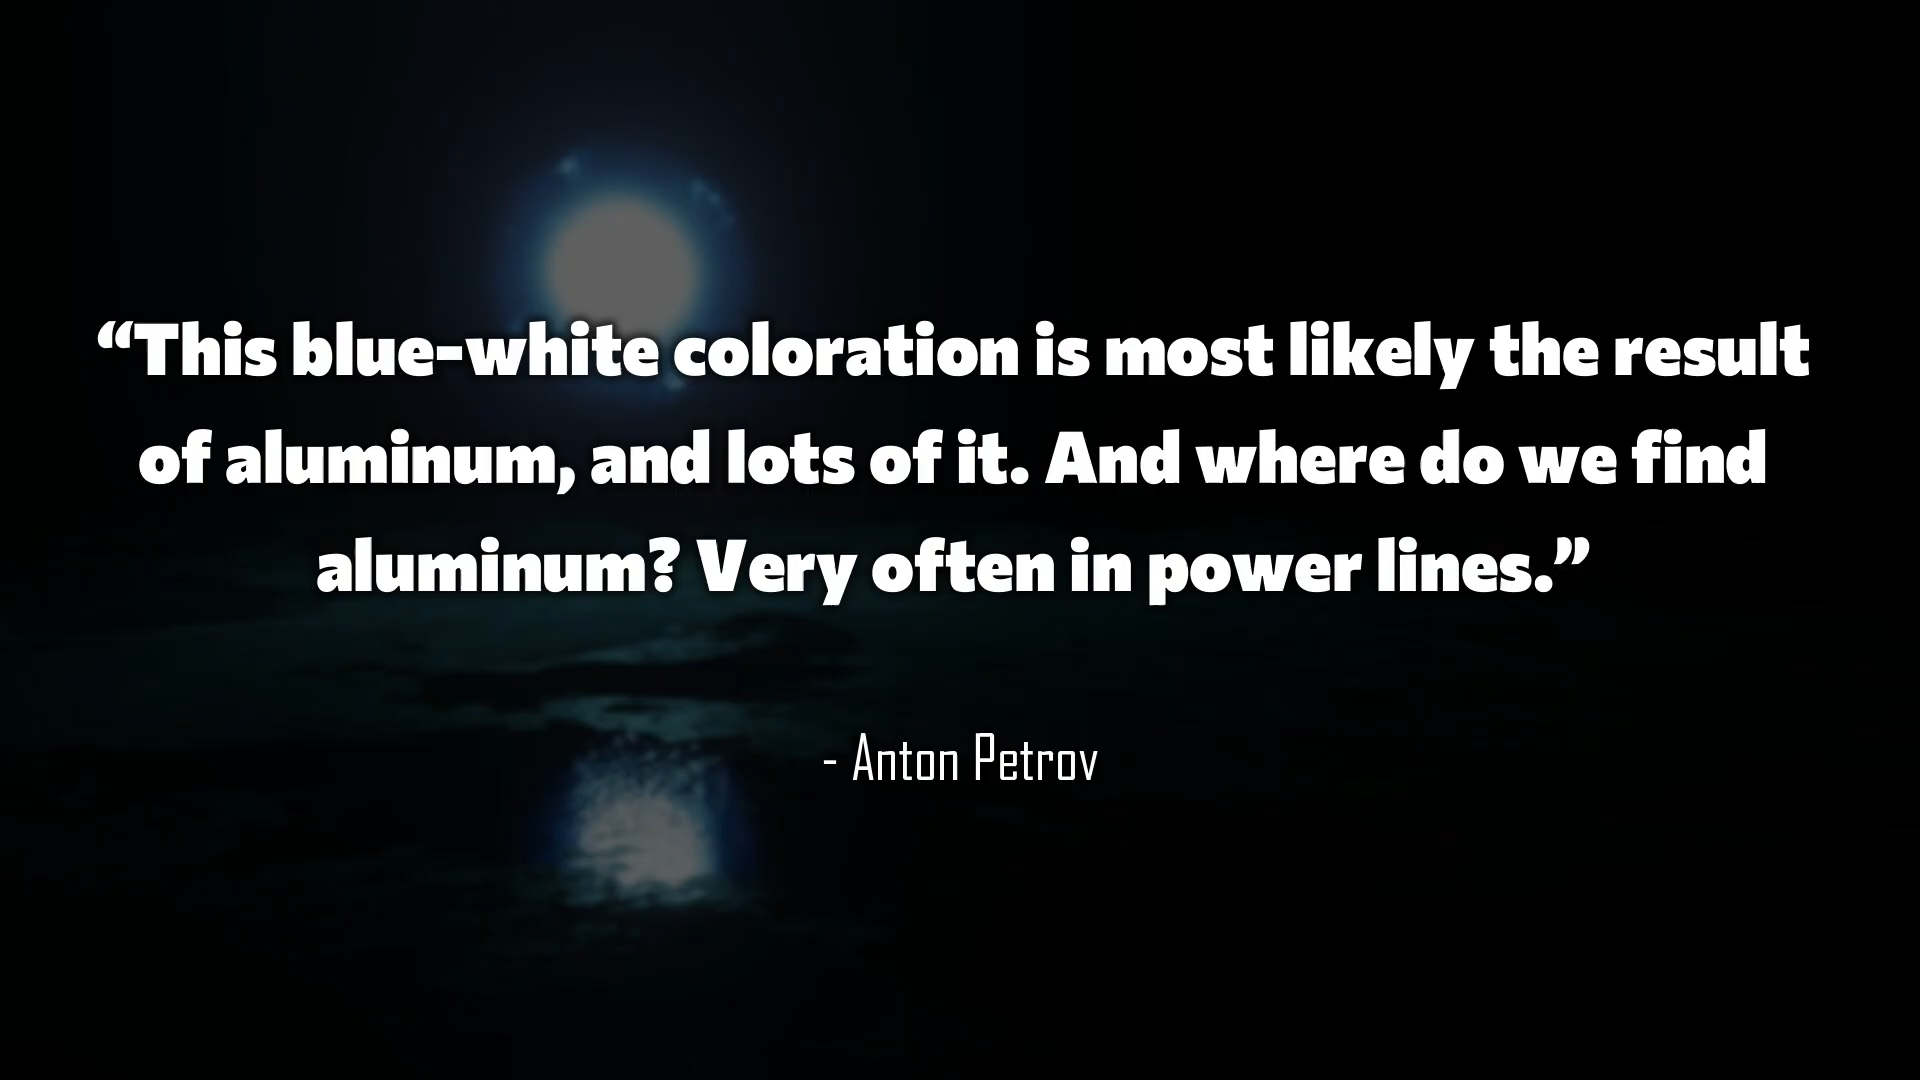 “This blue-white coloration is most likely the result
of aluminum, and lots of it. And where do we find
aluminum? Very often in power lines.”
- Anton Petrov